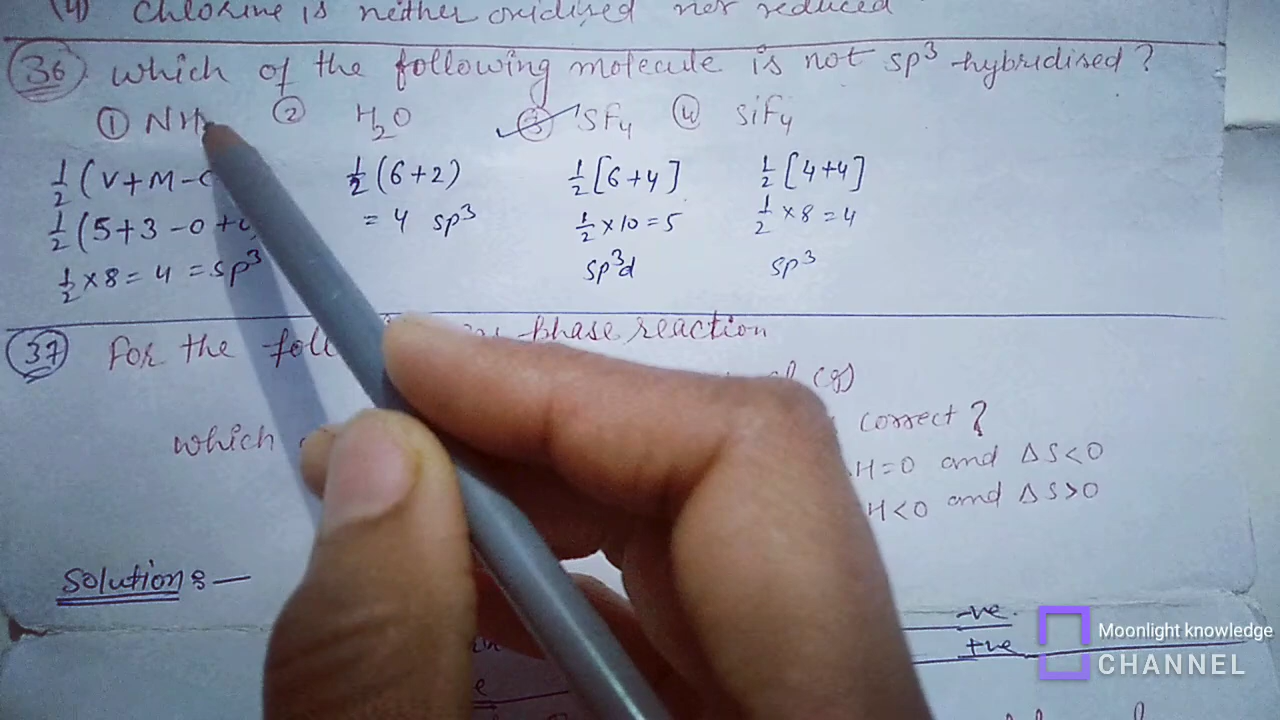 (4) Chlorine is neither oxidised nor reduced
36) which of the following molecule is not sp³ hybridised?
① NH ② H₂O ③ SF₄ ④ SiF₄
½ (V+M-C ½ (6+2) ½ [6+4] ½ [4+4]
½ (5+3-0+ = 4 sp³ ½ ×10 = 5 ½ ×8 = 4
½ ×8 = 4 = sp³ sp³d sp³
37 For the phase reaction
(g)
which correct?
H=0 and ΔS<0
H<0 and ΔS>0
Solution :—
-ve.
+ve
Moonlight knowledge
CHANNEL